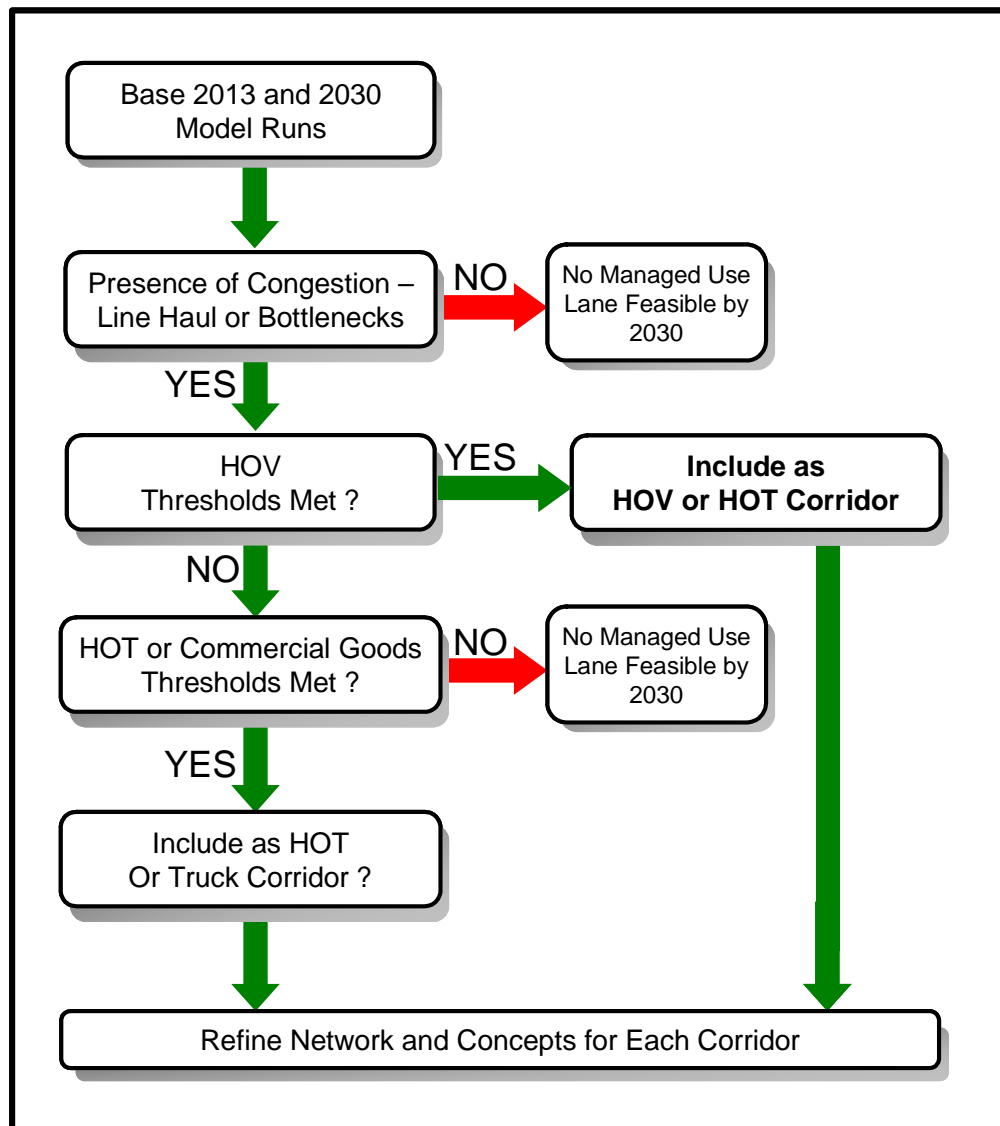 Base 2013 and 2030
Model Runs
Presence of Congestion –
Line Haul or Bottlenecks
NO
No Managed Use
Lane Feasible by
2030
YES
HOV
Thresholds Met ?
YES
Include as
HOV or HOT Corridor
NO
HOT or Commercial Goods
Thresholds Met ?
NO
No Managed Use
Lane Feasible by
2030
YES
Include as HOT
Or Truck Corridor ?
Refine Network and Concepts for Each Corridor